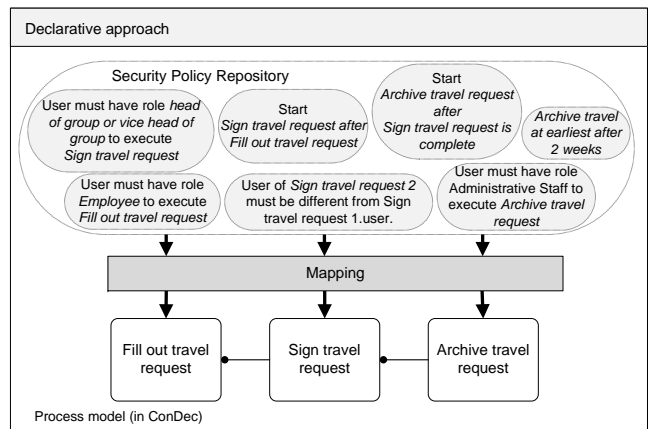 Declarative approach
Security Policy Repository
User must have role head
of group or vice head of
group to execute
Sign travel request
Start
Sign travel request after
Fill out travel request
Start
Archive travel request
after
Sign travel request is
complete
Archive travel
at earliest after
2 weeks
User must have role
Employee to execute
Fill out travel request
User of Sign travel request 2
must be different from Sign
travel request 1.user.
User must have role
Administrative Staff to
execute Archive travel
request
Mapping
Fill out travel
request
Sign travel
request
Archive travel
request
Process model (in ConDec)